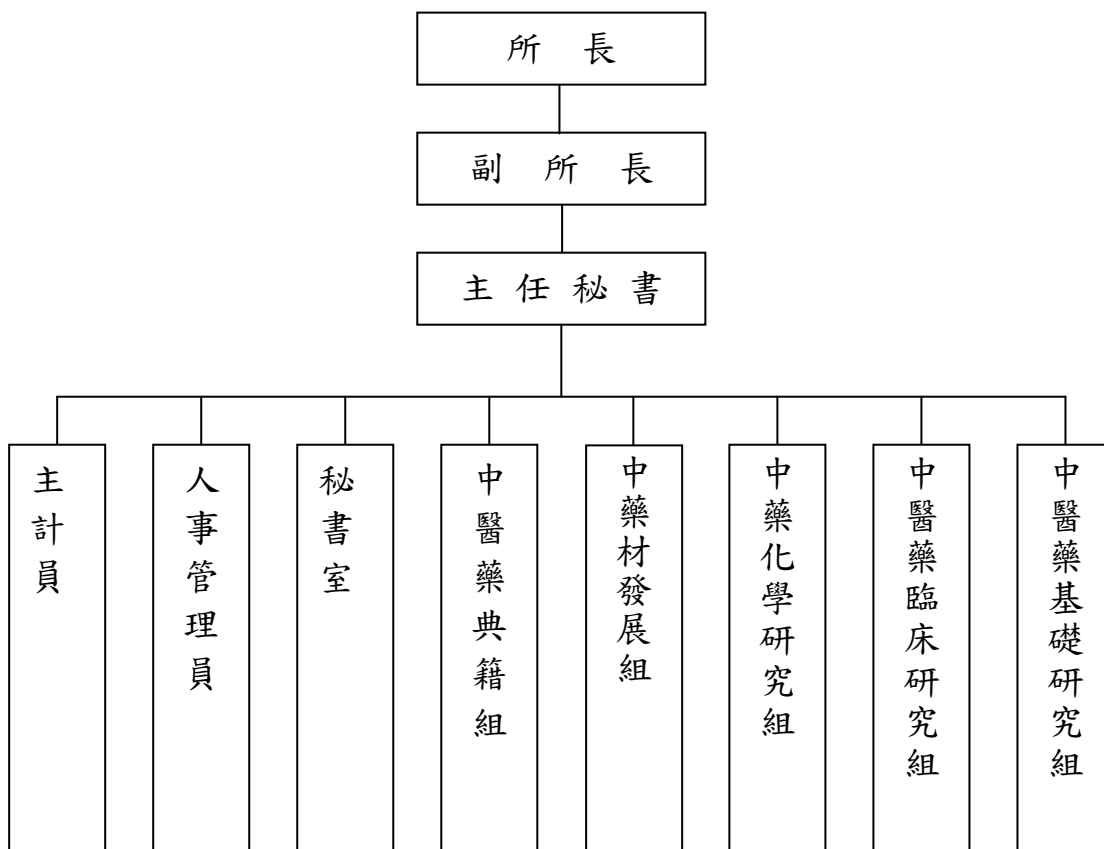 所長
副所長
主任秘書
主計員
人事管理員
秘書室
中醫藥典籍組
中藥材發展組
中藥化學研究組
中醫藥臨床研究組
中醫藥基礎研究組